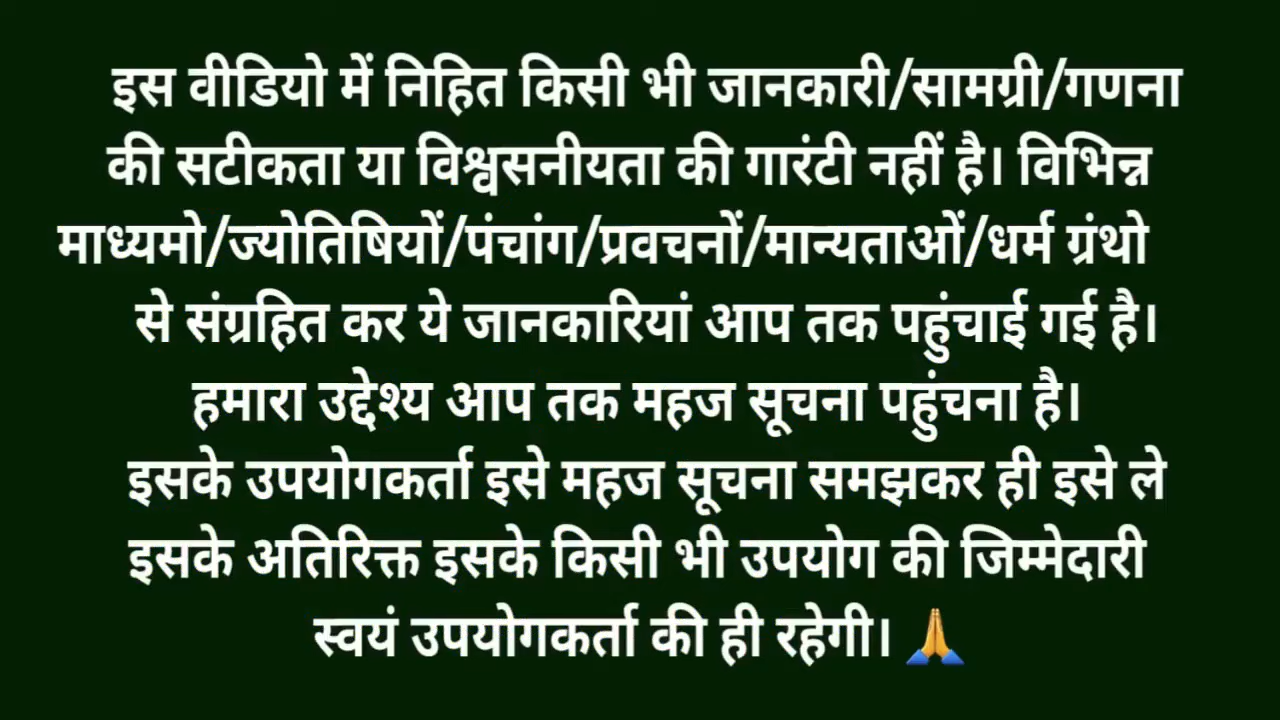 इस वीडियो में निहित किसी भी जानकारी/सामग्री/गणना
की सटीकता या विश्वसनीयता की गारंटी नहीं है। विभिन्न
माध्यमो/ज्योतिषियों/पंचांग/प्रवचनों/मान्यताओं/धर्म ग्रंथो
से संग्रहित कर ये जानकारियां आप तक पहुंचाई गई है।
हमारा उद्देश्य आप तक महज सूचना पहुंचना है।
इसके उपयोगकर्ता इसे महज सूचना समझकर ही इसे ले
इसके अतिरिक्त इसके किसी भी उपयोग की जिम्मेदारी
स्वयं उपयोगकर्ता की ही रहेगी। 🙏